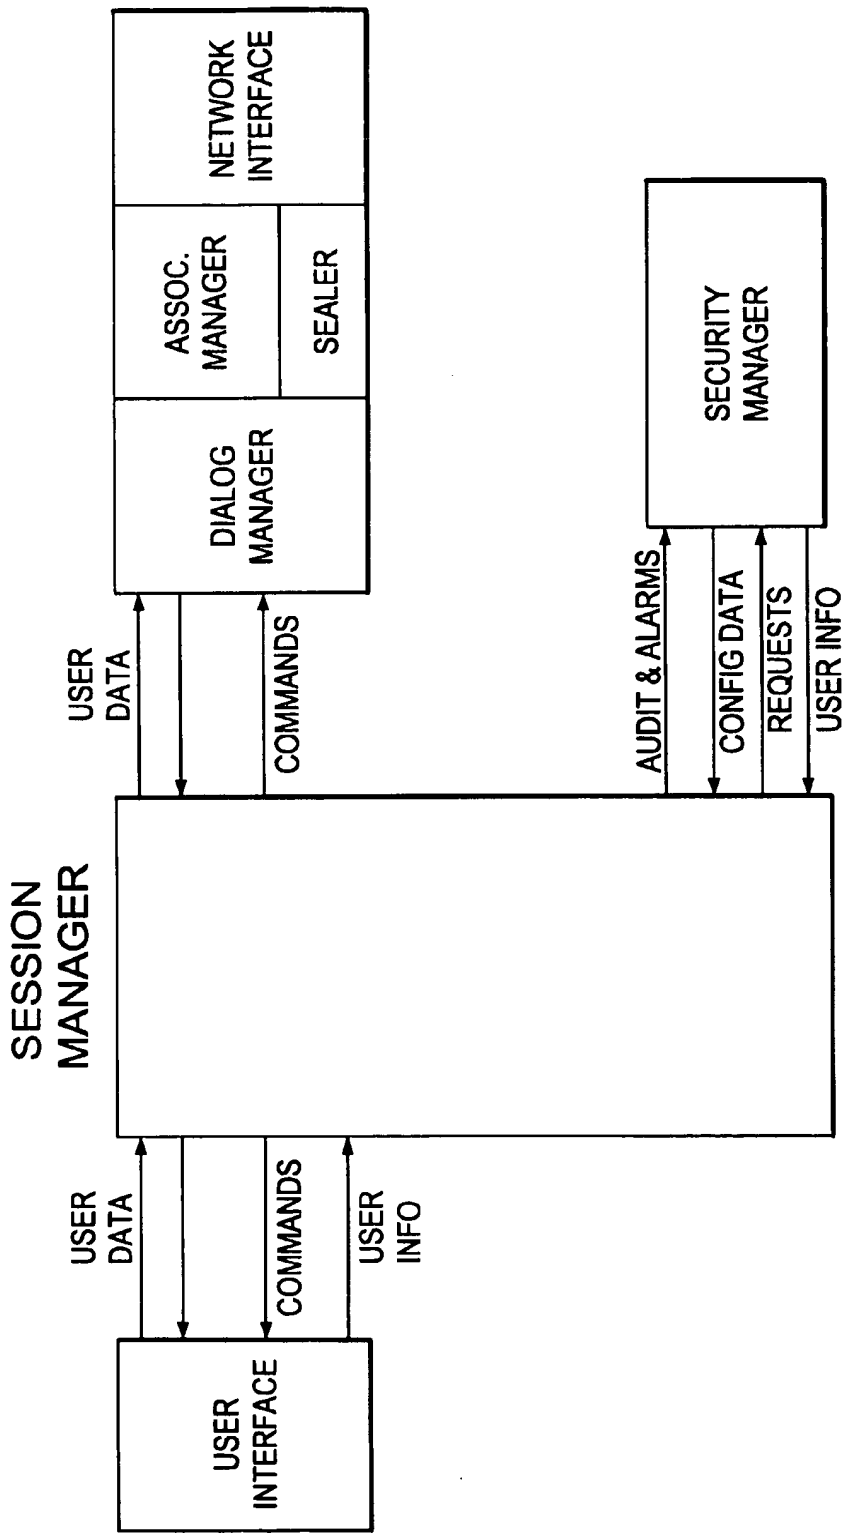 SESSION
MANAGER
USER
INTERFACE
USER
DATA
COMMANDS
USER
INFO
USER
DATA
COMMANDS
DIALOG
MANAGER
ASSOC.
MANAGER
SEALER
NETWORK
INTERFACE
AUDIT & ALARMS
CONFIG DATA
REQUESTS
USER INFO
SECURITY
MANAGER